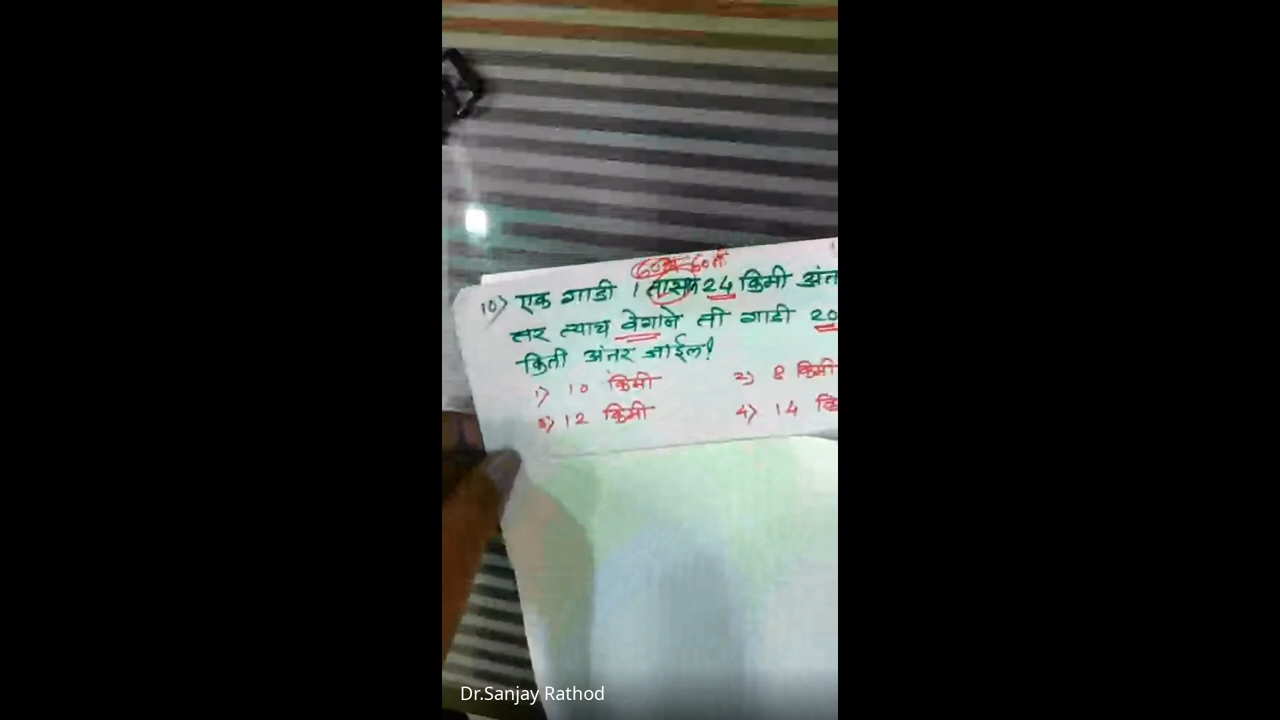 10) एक गाडी 1 तासात 24 किमी अंत
तर त्याच वेगाने ती गाडी 20
किती अंतर जाईल?
1) 10 किमी 2) 8 किमी
3) 12 किमी 4) 14 कि
Dr.Sanjay Rathod